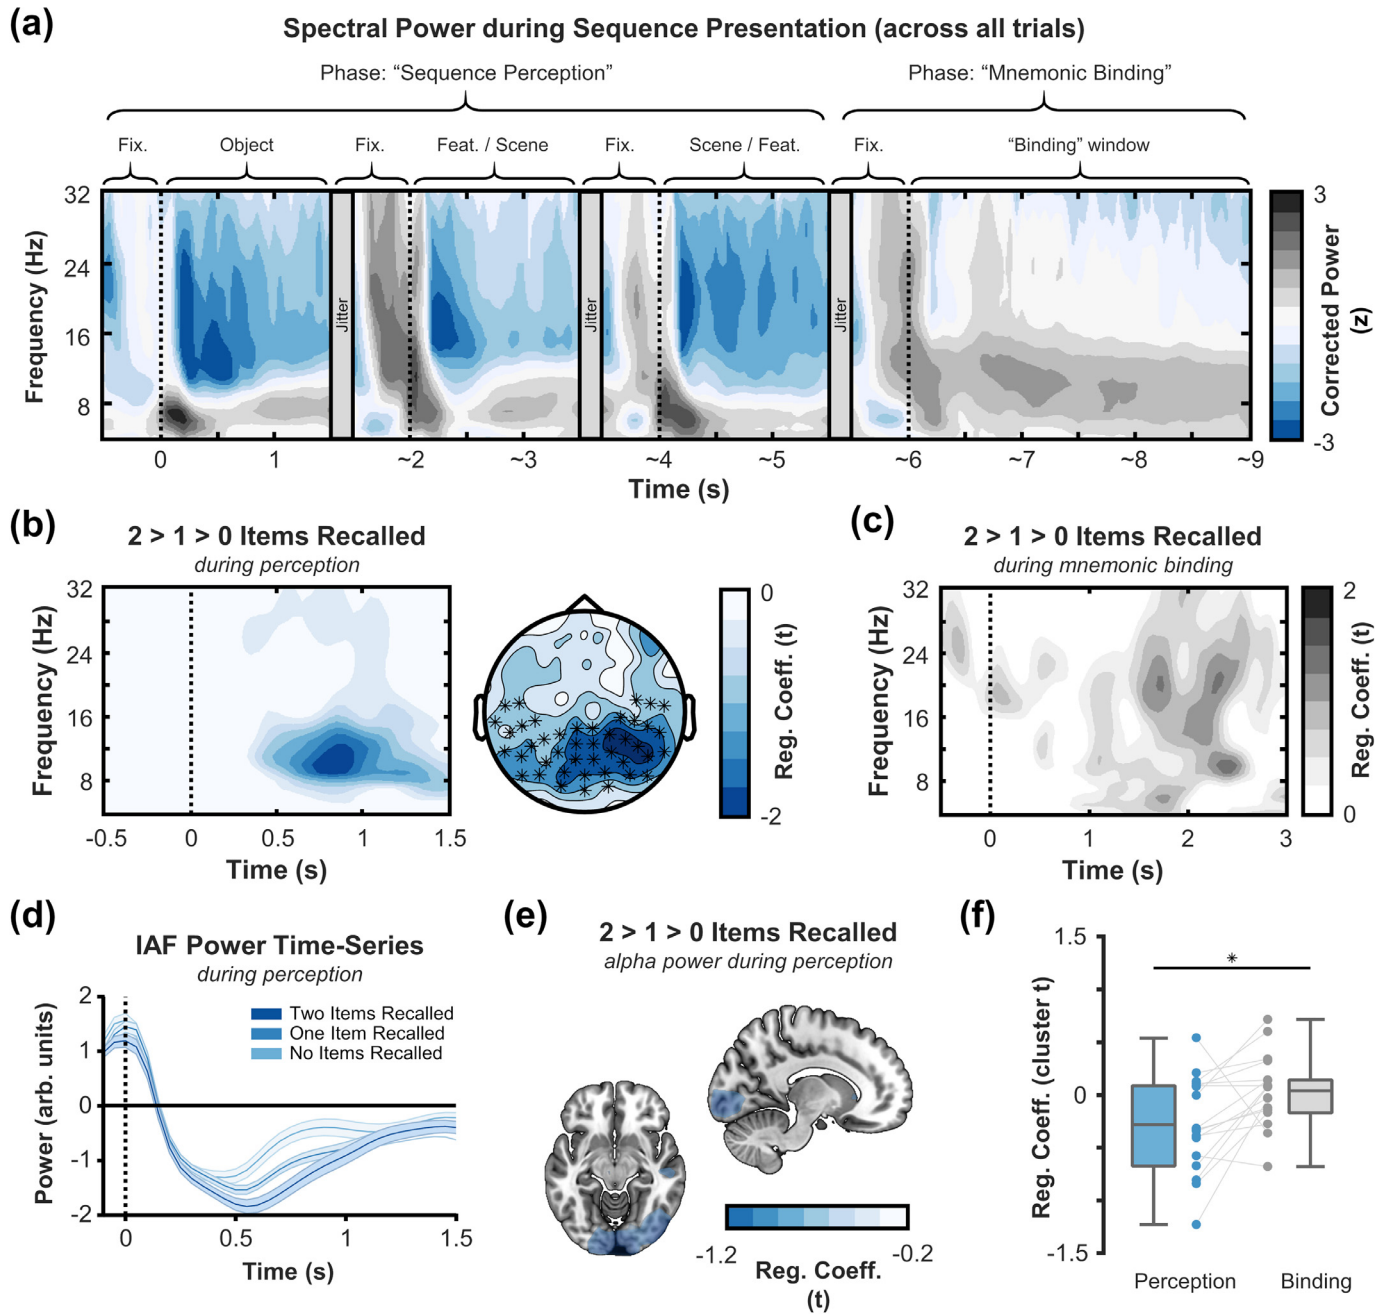 (a)
Spectral Power during Sequence Presentation (across all trials)
Phase: “Sequence Perception”
Phase: “Mnemonic Binding”
Fix.
Object
Fix.
Feat. / Scene
Fix.
Scene / Feat.
Fix.
“Binding” window
Frequency (Hz)
32
24
16
8
Jitter
Jitter
Jitter
0
1
~2
~3
~4
~5
~6
~7
~8
~9
Time (s)
3
-3
Corrected Power
(z)
(b)
2 > 1 > 0 Items Recalled
during perception
Frequency (Hz)
32
24
16
8
-0.5
0
0.5
1
1.5
Time (s)
0
-2
Reg. Coeff. (t)
(c)
2 > 1 > 0 Items Recalled
during mnemonic binding
Frequency (Hz)
32
24
16
8
0
1
2
3
Time (s)
2
0
Reg. Coeff. (t)
(d)
IAF Power Time-Series
during perception
Power (arb. units)
2
1
0
-1
-2
Two Items Recalled
One Item Recalled
No Items Recalled
0
0.5
1
1.5
Time (s)
(e)
2 > 1 > 0 Items Recalled
alpha power during perception
-1.2
-0.2
Reg. Coeff.
(t)
(f)
Reg. Coeff. (cluster t)
1.5
0
-1.5
*
Perception
Binding